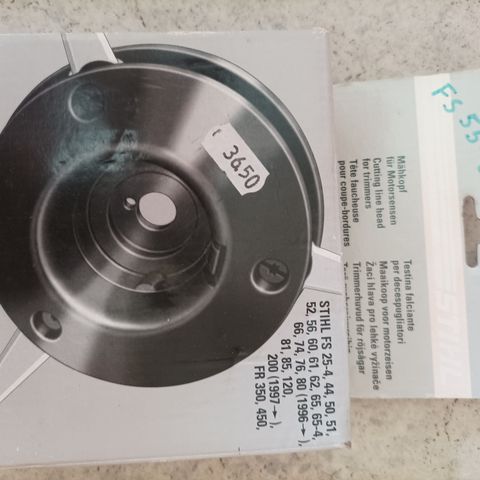 36.50
STIHL FS 25-4, 44, 50, 51,
52, 56, 60, 61, 62, 65, 65-4,
66, 74, 76, 80 (1996→),
81, 85, 120,
200 (1997→),
FR 350, 450,
FS 55
Mähkopf
für Motorsensen
Cutting line head
for trimmers
Tête faucheuse
pour coupe-bordures
Testina falciante
per decespugliatori
Maaikoop voor motorzeisen
Žací hlava pro lehké vyžínače
Trimmerhuvud för röjsågar